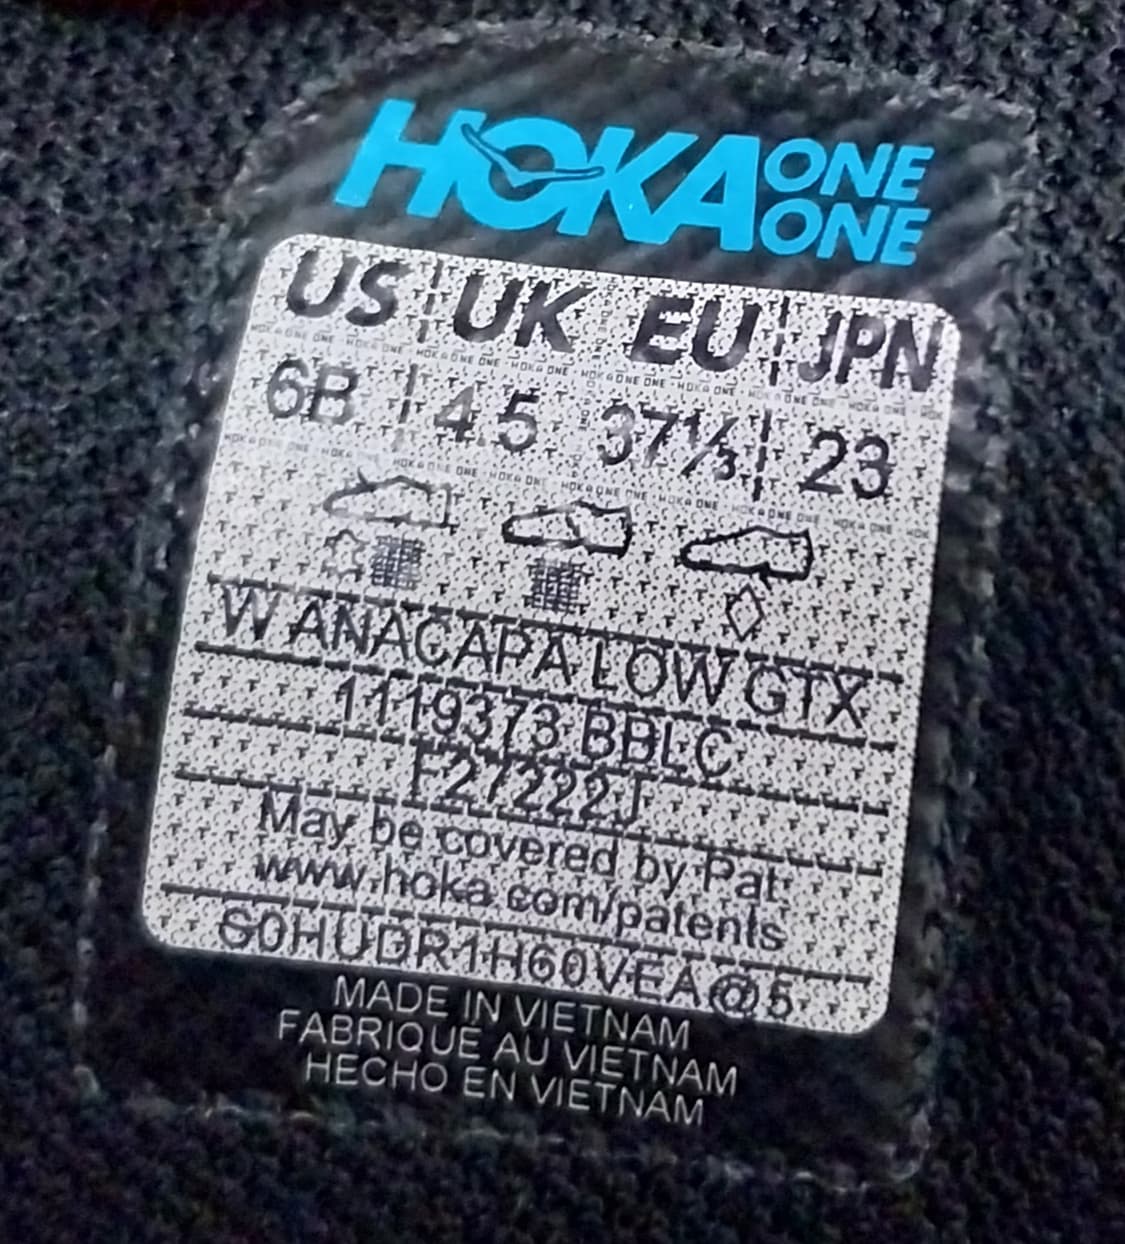 HOKA ONE ONE
US UK EU JPN
6B 4.5 37⅓ 23
W ANACAPA LOW GTX
1119373 BBLC
F27222J
May be covered by Pat:
www.hoka.com/patents
S0HUDR1H60VEA@5
MADE IN VIETNAM
FABRIQUE AU VIETNAM
HECHO EN VIETNAM